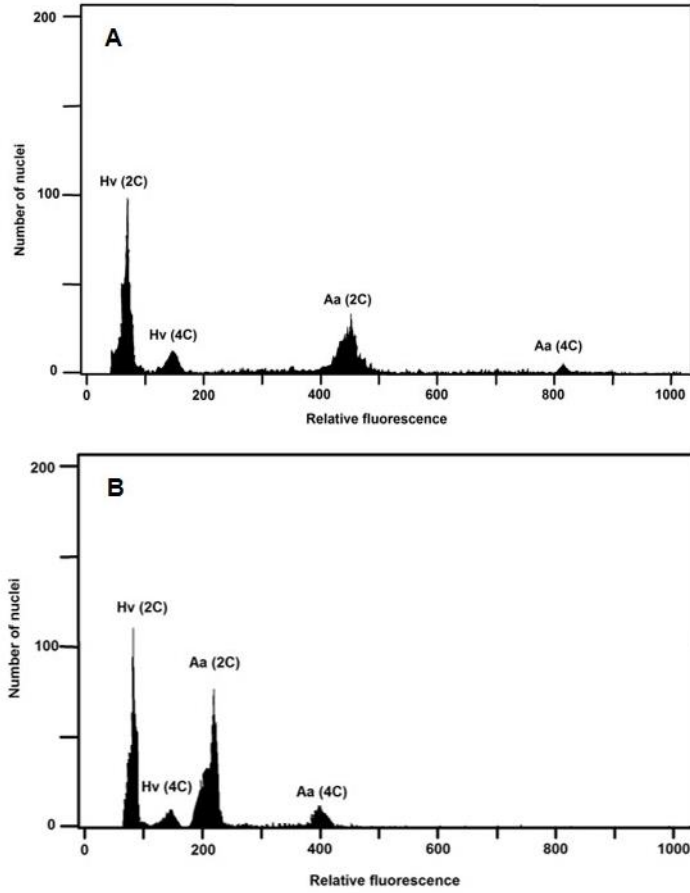 A
200
100
0
Number of nuclei
Hv (2C)
Hv (4C)
Aa (2C)
Aa (4C)
0 200 400 600 800 1000
Relative fluorescence
B
200
100
0
Number of nuclei
Hv (2C)
Aa (2C)
Hv (4C)
Aa (4C)
0 200 400 600 800 1000
Relative fluorescence